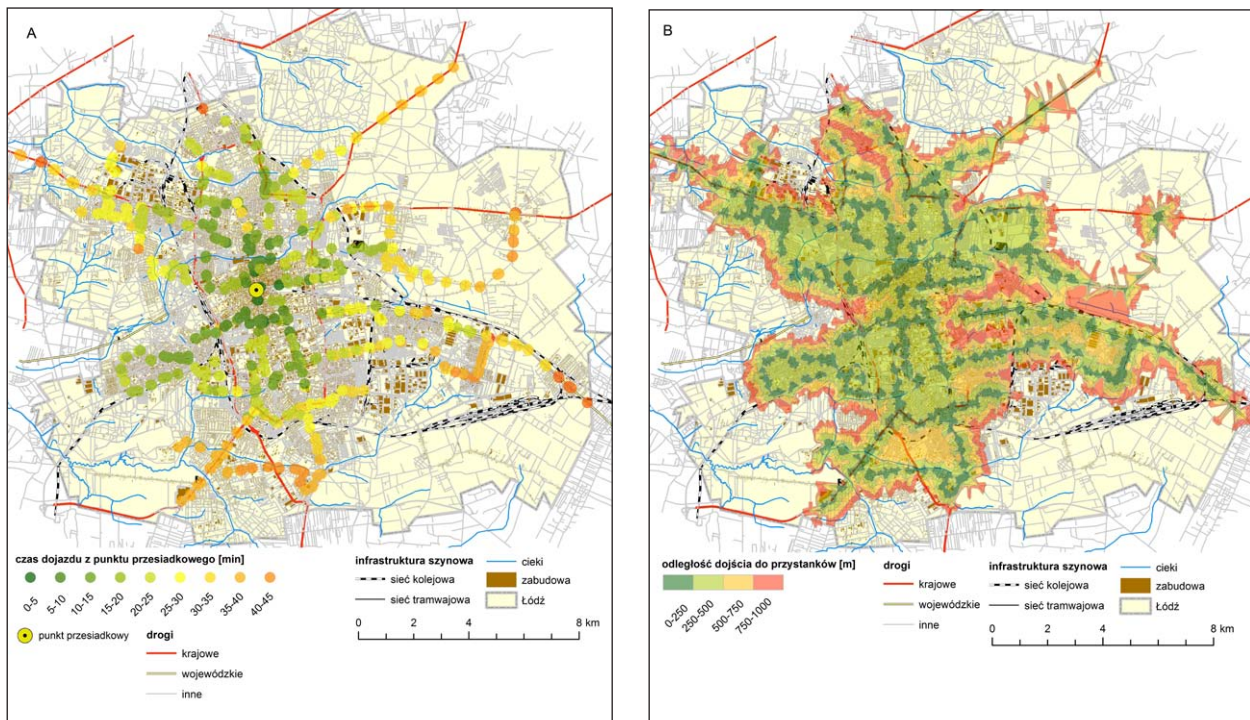 A
czas dojazdu z punktu przesiadkowego [min]
0-5
5-10
10-15
15-20
20-25
25-30
30-35
35-40
40-45
punkt przesiadkowy
drogi
krajowe
wojewódzkie
inne
infrastruktura szynowa
sieć kolejowa
sieć tramwajowa
cieki
zabudowa
Łódź
0 2 4 8 km
B
odległość dojścia do przystanków [m]
0-250
250-500
500-750
750-1000
drogi
krajowe
wojewódzkie
inne
infrastruktura szynowa
sieć kolejowa
sieć tramwajowa
cieki
zabudowa
Łódź
0 2 4 8 km